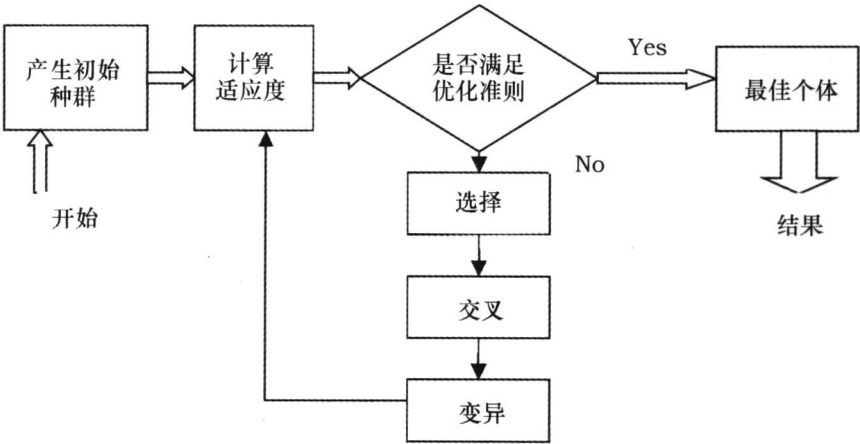 产生初始
种群
计算
适应度
是否满足
优化准则
Yes
最佳个体
No
选择
开始
结果
交叉
变异